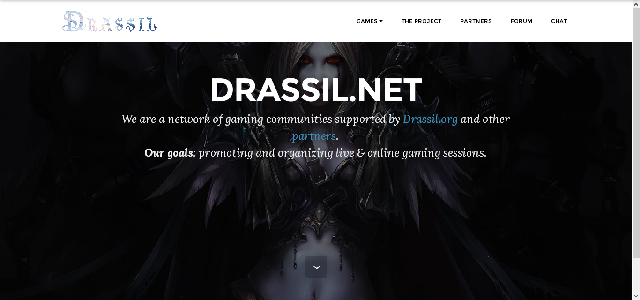 DRASSIL
GAMES
THE PROJECT
PARTNERS
FORUM
CHAT
DRASSIL.NET
We are a network of gaming communities supported by Drassil.org and other
partners.
Our goals: promoting and organizing live & online gaming sessions.